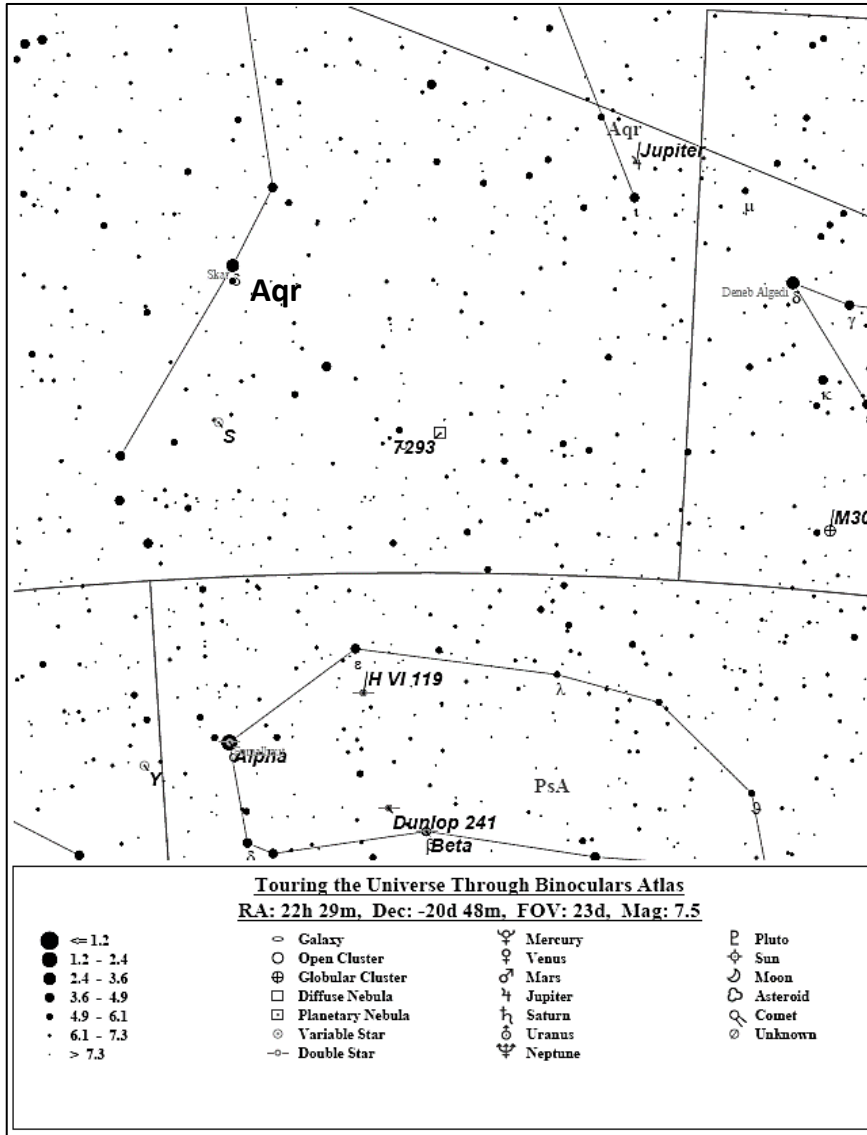 Aqr
Jupiter
ι
μ
Skat
δ
Aqr
Deneb Algedi
δ
γ
κ
S
7293
M30
ε
H VI 119
λ
Alpha
Y
PsA
θ
Dunlop 241
δ
β
Beta
Touring the Universe Through Binoculars Atlas
RA: 22h 29m, Dec: -20d 48m, FOV: 23d, Mag: 7.5
<= 1.2
1.2 - 2.4
2.4 - 3.6
3.6 - 4.9
4.9 - 6.1
6.1 - 7.3
> 7.3
Galaxy
Open Cluster
Globular Cluster
Diffuse Nebula
Planetary Nebula
Variable Star
Double Star
Mercury
Venus
Mars
Jupiter
Saturn
Uranus
Neptune
Pluto
Sun
Moon
Asteroid
Comet
Unknown